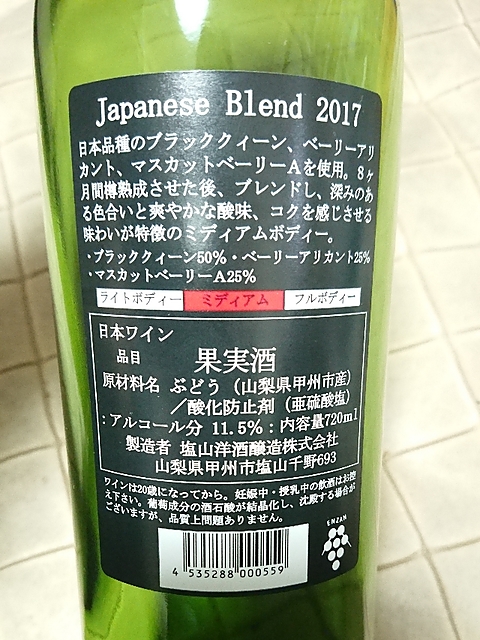 Japanese Blend 2017
日本品種のブラッククィーン、ベーリーアリ
カント、マスカットベーリーAを使用。8ヶ
月間樽熟成させた後、ブレンドし、深みのあ
る色合いと爽やかな酸味、コクを感じさせる
味わいが特徴のミディアムボディー。
・ブラッククィーン50%・ベーリーアリカント25%
・マスカットベーリーA25%
ライトボディー ミディアム フルボディー
日本ワイン
品目 果実酒
原材料名 ぶどう(山梨県甲州市産)
/酸化防止剤(亜硫酸塩)
:アルコール分 11.5%:内容量720ml
製造者 塩山洋酒醸造株式会社
山梨県甲州市塩山千野693
ワインは20歳になってから。妊娠中・授乳中の飲酒はお控
え下さい。葡萄成分の酒石酸が結晶化し、沈殿する場合が
ございますが、品質上問題ありません。
ENZAN
4 535288 000559